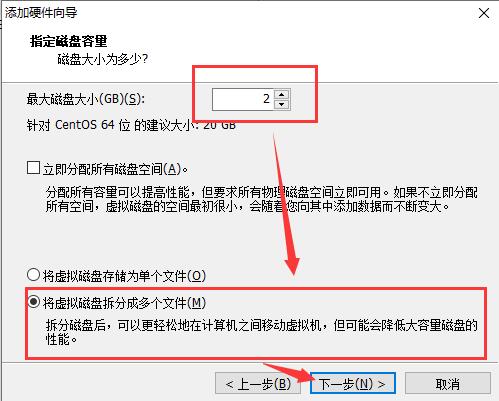 添加硬件向导
指定磁盘容量
磁盘大小为多少?
最大磁盘大小(GB)(S):
2
针对 CentOS 64 位 的建议大小: 20 GB
立即分配所有磁盘空间(A)。
分配所有容量可以提高性能，但要求所有物理磁盘空间立即可用。如果不立即分配
所有空间，虚拟磁盘的空间最初很小，会随着您向其中添加数据而不断变大。
将虚拟磁盘存储为单个文件(O)
将虚拟磁盘拆分成多个文件(M)
拆分磁盘后，可以更轻松地在计算机之间移动虚拟机，但可能会降低大容量磁盘的
性能。
< 上一步(B)
下一步(N) >
取消